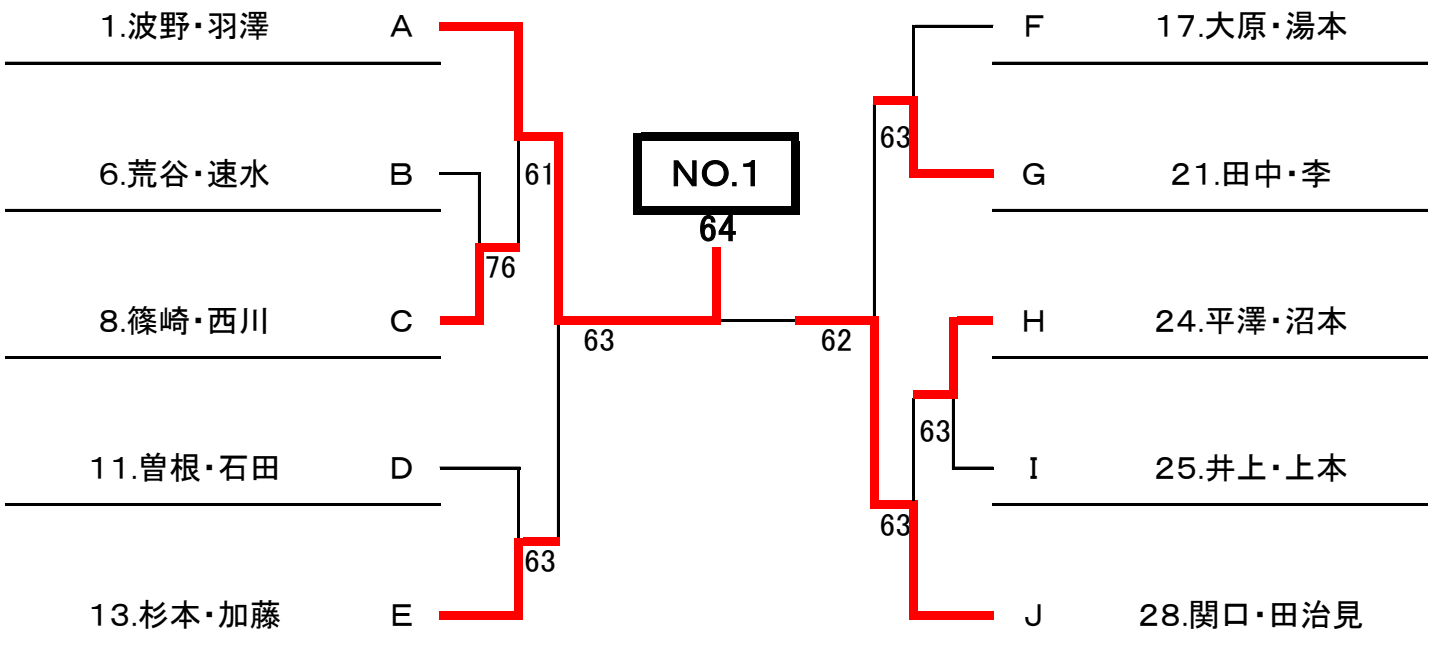 1.波野・羽澤 A F 17.大原・湯本
63
6.荒谷・速水 B 61 NO.1 G 21.田中・李
64
76
8.篠崎・西川 C 63 62 H 24.平澤・沼本
63
11.曽根・石田 D I 25.井上・上本
63 63
13.杉本・加藤 E J 28.関口・田治見